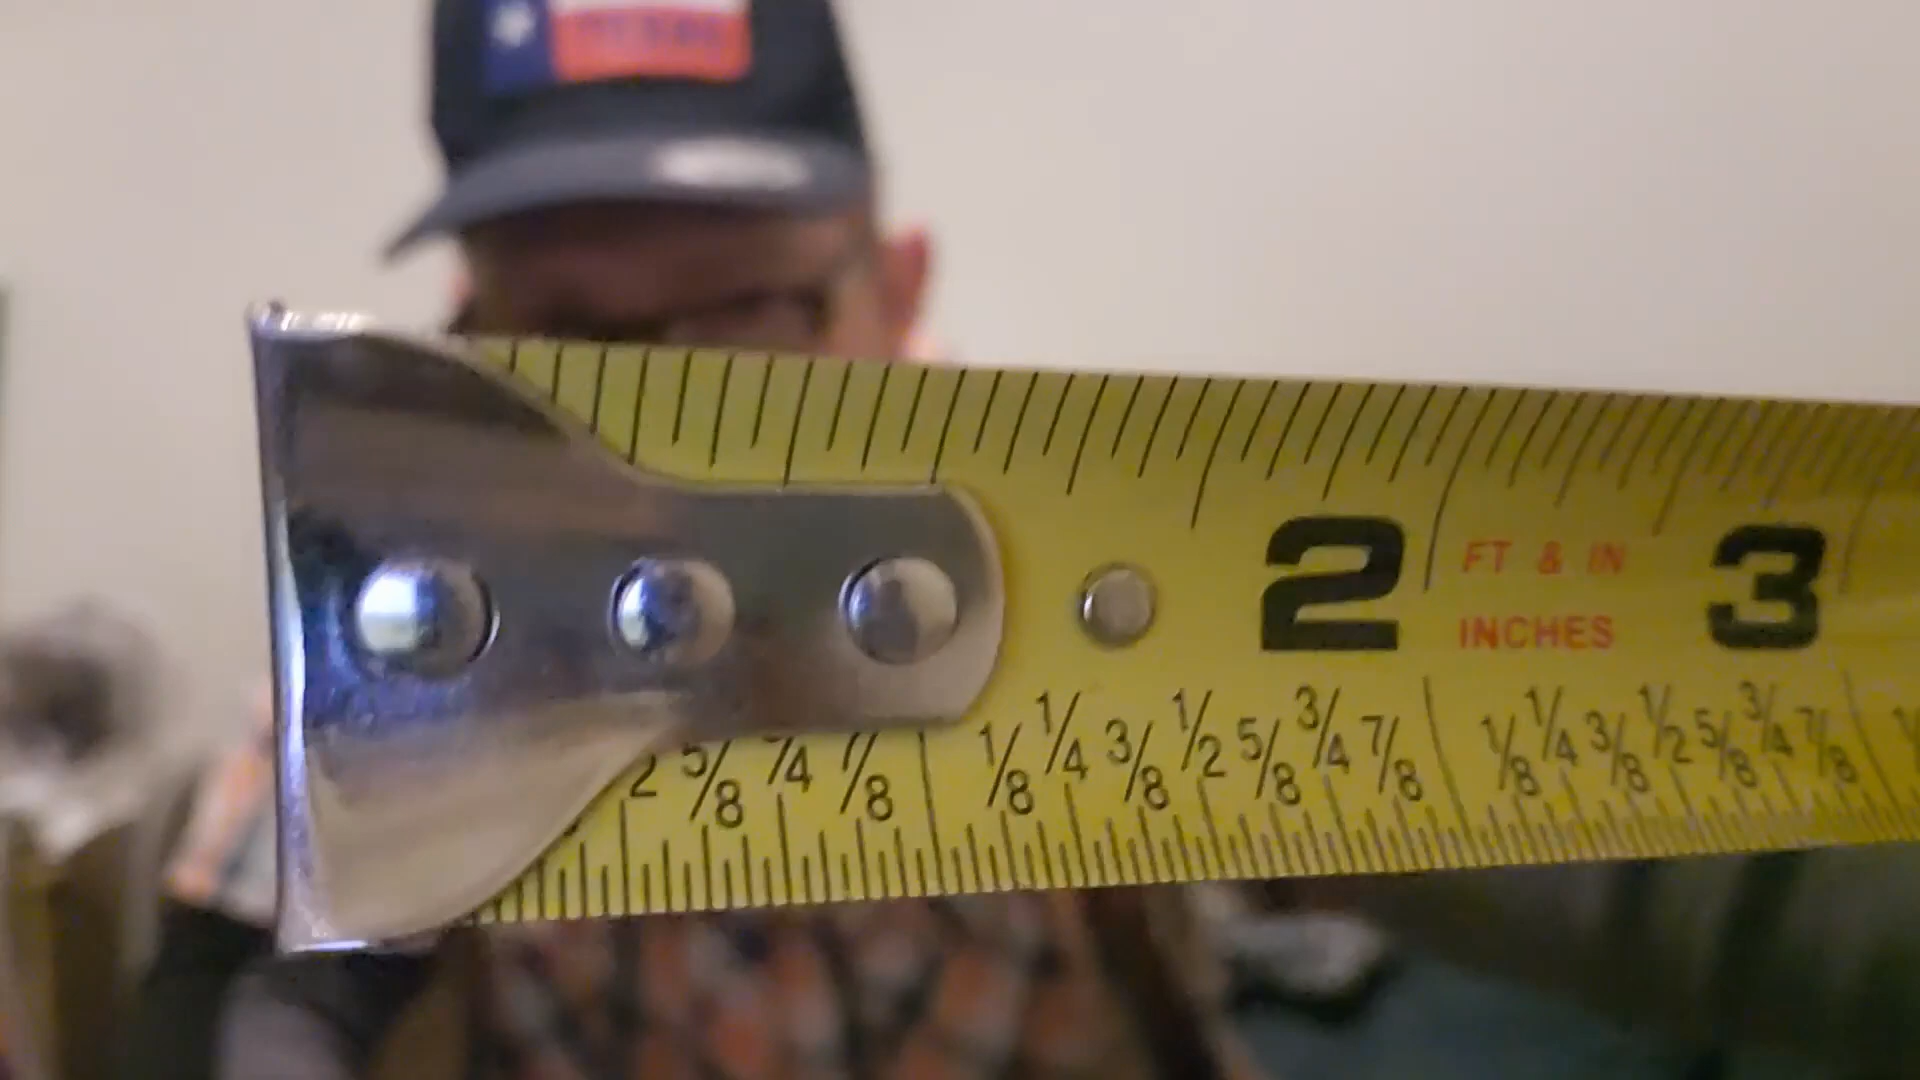 TEXAS
2 FT & IN 3
INCHES
2 5/8 3/4 7/8 1/8 1/4 3/8 1/2 5/8 3/4 7/8 1/8 1/4 3/8 1/2 5/8 3/4 7/8